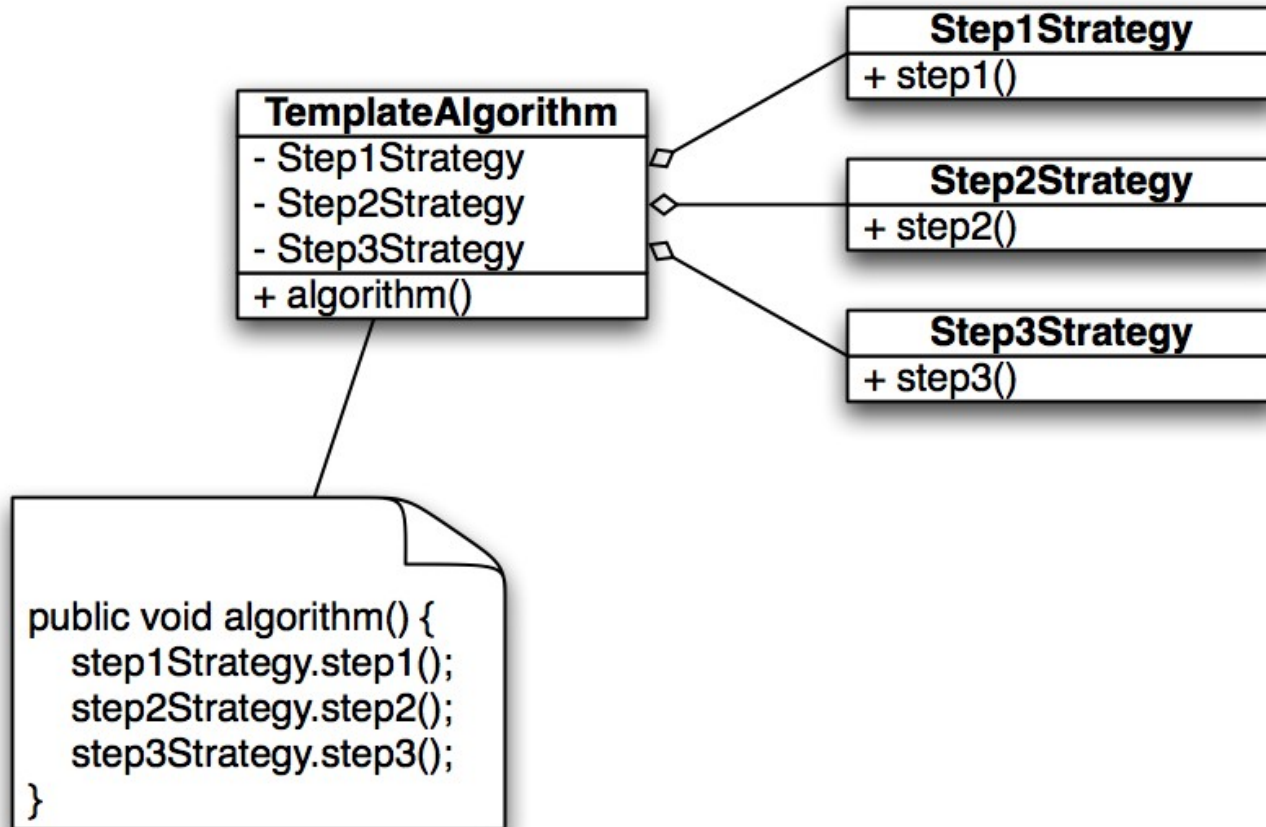 TemplateAlgorithm
- Step1Strategy
- Step2Strategy
- Step3Strategy
+ algorithm()
Step1Strategy
+ step1()
Step2Strategy
+ step2()
Step3Strategy
+ step3()
public void algorithm() {
step1Strategy.step1();
step2Strategy.step2();
step3Strategy.step3();
}